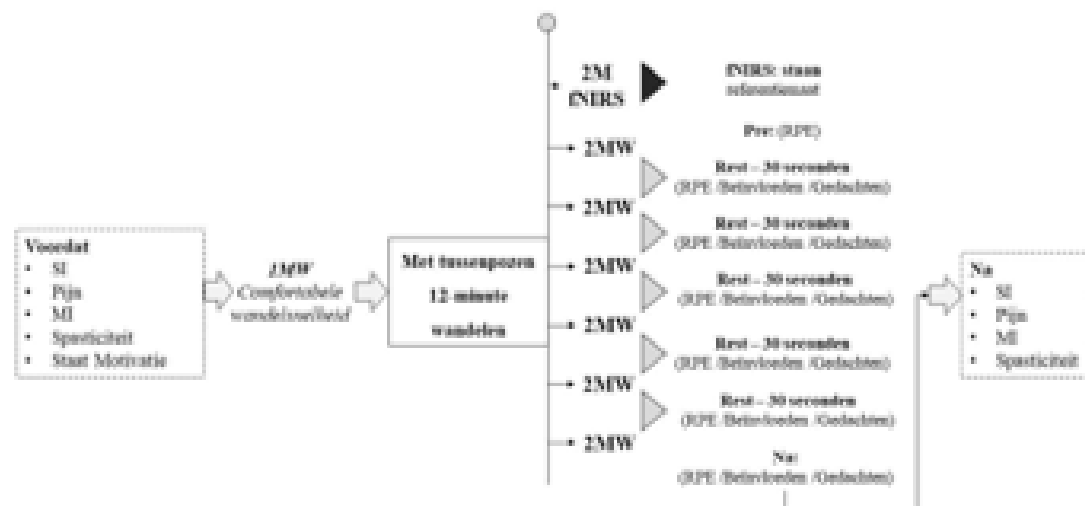 2M
fNIRS
fNIRS: staan
referentiemeit
Pre: (RPE)
2MW
Rest – 30 seconden
(RPE /Beïnvloeden /Gedachten)
2MW
Rest – 30 seconden
(RPE /Beïnvloeden /Gedachten)
2MW
Rest – 30 seconden
(RPE /Beïnvloeden /Gedachten)
2MW
Rest – 30 seconden
(RPE /Beïnvloeden /Gedachten)
2MW
Rest – 30 seconden
(RPE /Beïnvloeden /Gedachten)
2MW
Na:
(RPE /Beïnvloeden /Gedachten)
Voordat
• SI
• Pijn
• MI
• Spasticiteit
• Staat Motivatie
1MW
Comfortabele
wandelsnelheid
Met tussenpozen
12 minute
wandelen
Na
• SI
• Pijn
• MI
• Spasticiteit